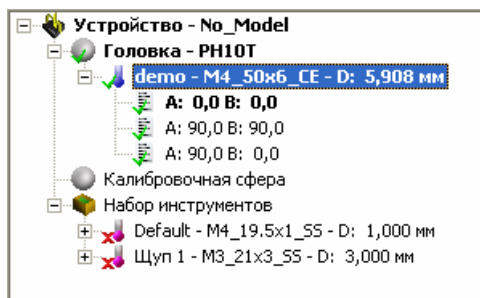 Устройство - No_Model
Головка - PH10T
demo - M4_50x6_CE - D: 5,908 мм
A: 0,0 B: 0,0
A: 90,0 B: 90,0
A: 90,0 B: 0,0
Калибровочная сфера
Набор инструментов
Default - M4_19.5x1_SS - D: 1,000 мм
Щуп 1 - M3_21x3_SS - D: 3,000 мм